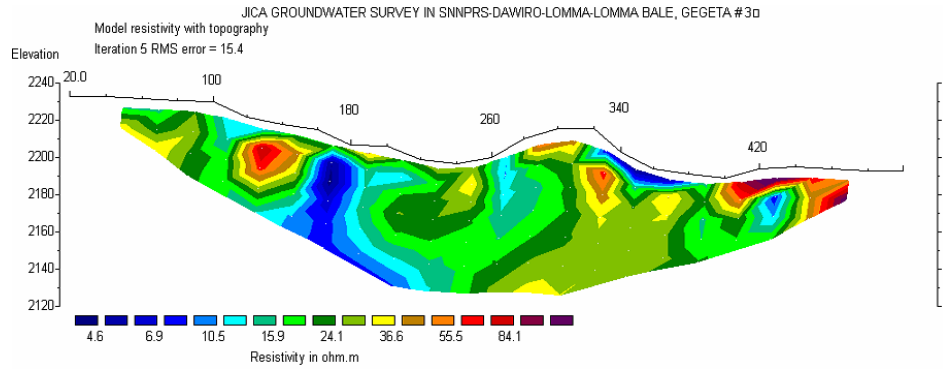 JICA GROUNDWATER SURVEY IN SNNPRS-DAWIRO-LOMMA-LOMMA BALE, GEGETA #3□
Model resistivity with topography
Iteration 5 RMS error = 15.4
Elevation
20.0 100 180 260 340 420
2240
2220
2200
2180
2160
2140
2120
4.6 6.9 10.5 15.9 24.1 36.6 55.5 84.1
Resistivity in ohm.m